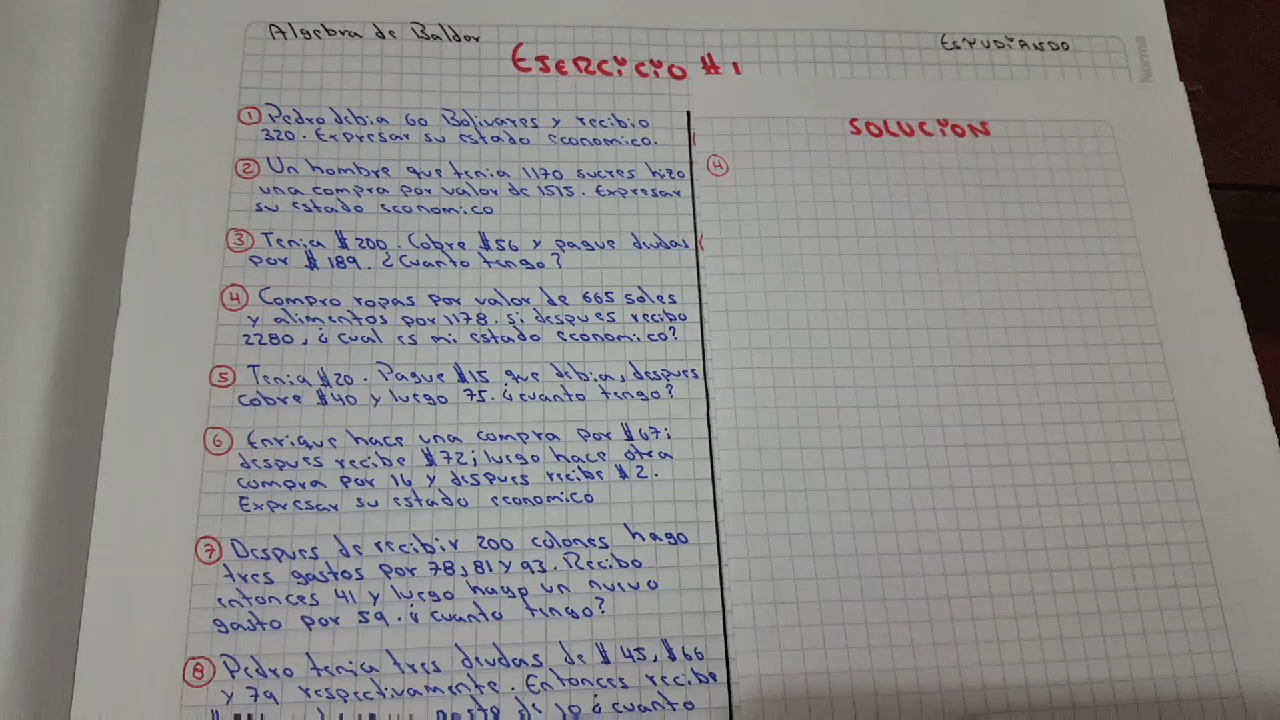 Algebra de Baldor
ESTUDIANDO
EJERCICIO #1
① Pedro debia 60 Bolivares y recibio
320. Expresar su estado economico.
② Un hombre que tenia 1170 sucres hizo
una compra por valor de 1515. Expresar
su estado economico
③ Tenia $200. Cobre $56 y pague deudas
por $189. ¿Cuanto tengo?
④ Compro ropas por valor de 665 soles
y alimentos por 1178. si despues recibo
2280, ¿cual es mi estado economico?
⑤ Tenia $20. Pague $15 que debia, despues
cobre $40 y luego 75. ¿cuanto tengo?
⑥ Enrique hace una compra por $67;
despues recibe $72; luego hace otra
compra por 16 y despues recibe $2.
Expresar su estado economico
⑦ Despues de recibir 200 colones hago
tres gastos por 78, 81 y 93. Recibo
entonces 41 y luego hago un nuevo
gasto por 59. ¿cuanto tengo?
⑧ Pedro tenia tres deudas de $45, $66
y 79 respectivamente. Entonces recibe
gasto de 10 ¿cuanto
SOLUCION
④
Norma